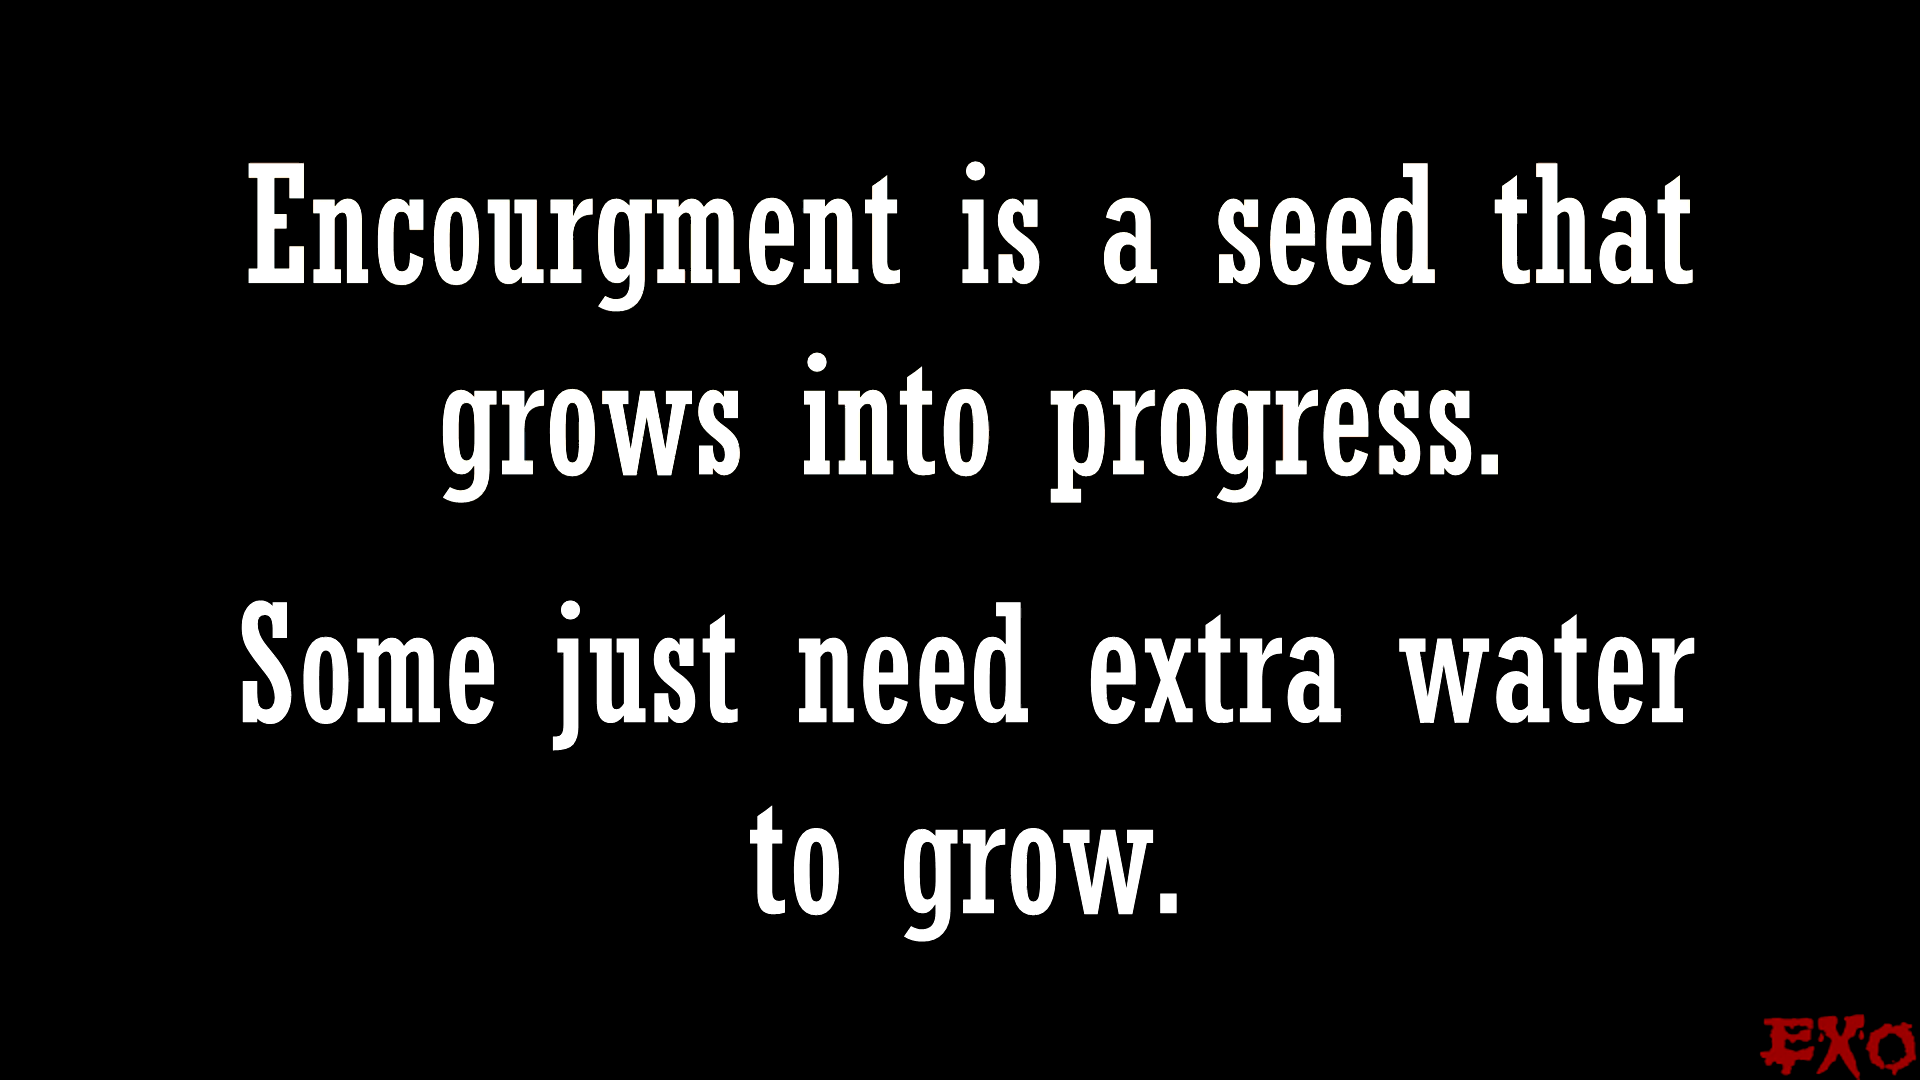 Encourgment is a seed that
grows into progress.
Some just need extra water
to grow.
EXO